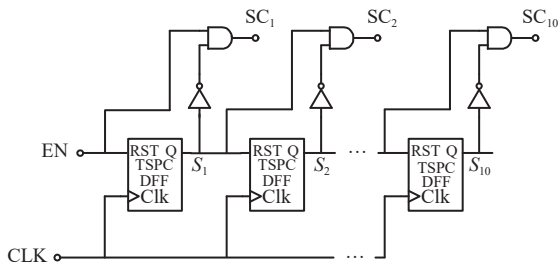 SC1 SC2 SC10
EN RST Q S1 RST Q S2 ... RST Q S10
TSPC TSPC TSPC
DFF DFF DFF
Clk Clk Clk
CLK ...